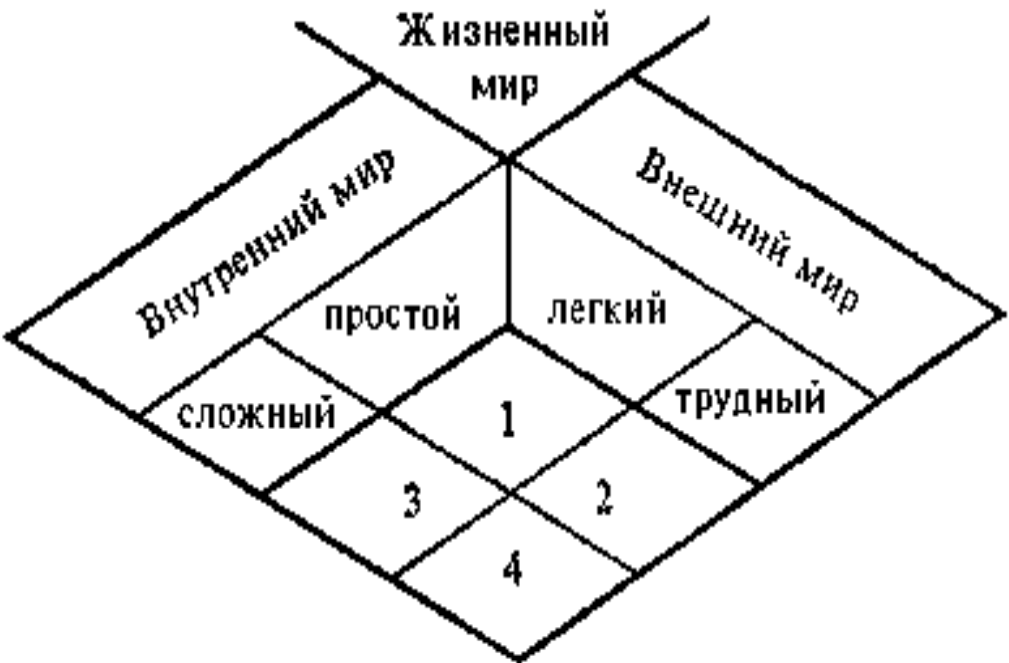 Жизненный
мир
Внутренний мир
Внешний мир
простой
легкий
сложный
трудный
1
3
2
4